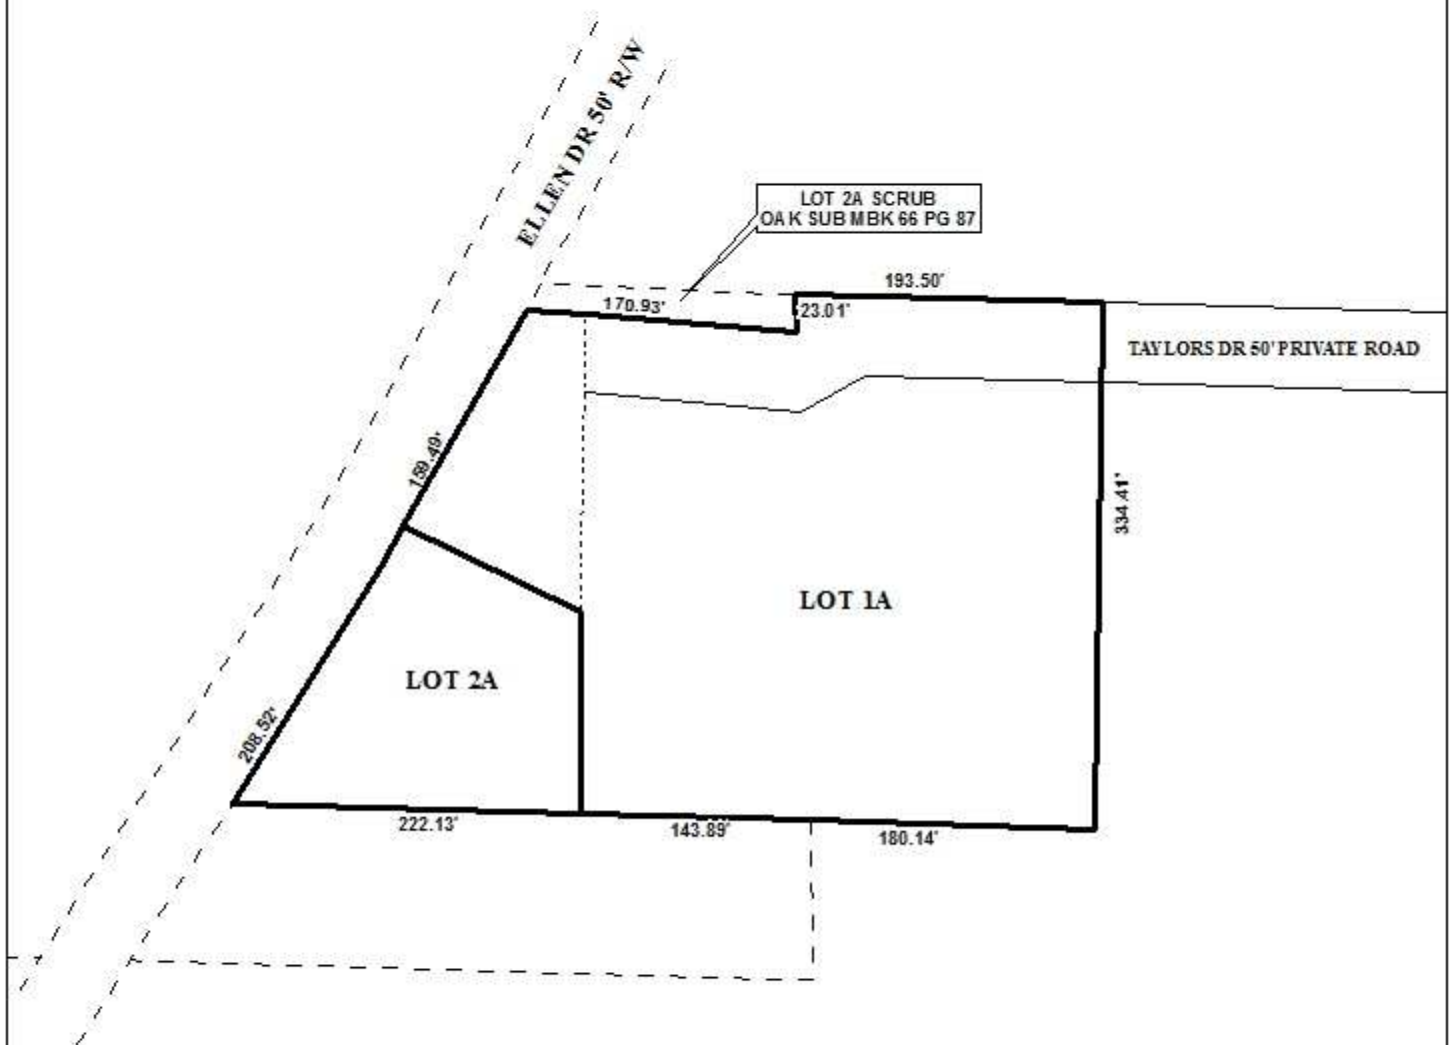 ELLEN DR 50' R/W
LOT 2A SCRUB
OAK SUB MBK 66 PG 87
193.50'
170.93'
23.01'
TAYLORS DR 50' PRIVATE ROAD
159.49'
334.41'
LOT 1A
LOT 2A
208.52'
222.13'
143.89'
180.14'